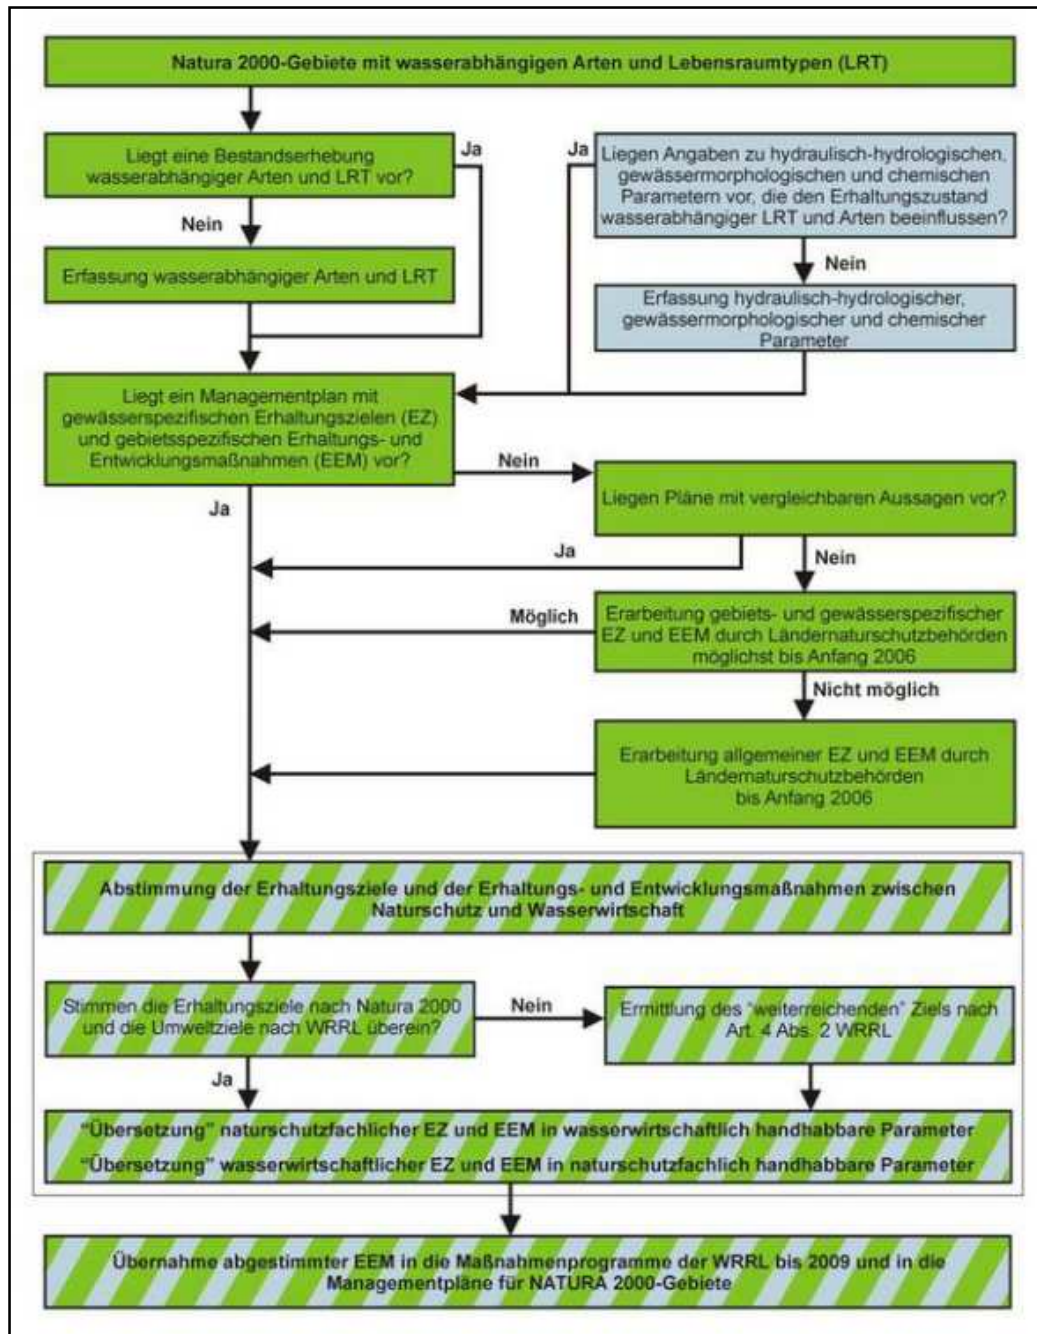 Natura 2000-Gebiete mit wasserabhängigen Arten und Lebensraumtypen (LRT)
Liegt eine Bestandserhebung
wasserabhängiger Arten und LRT vor?
Ja
Nein
Erfassung wasserabhängiger Arten und LRT
Ja
Liegen Angaben zu hydraulisch-hydrologischen,
gewässermorphologischen und chemischen
Parametern vor, die den Erhaltungszustand
wasserabhängiger LRT und Arten beeinflussen?
Nein
Erfassung hydraulisch-hydrologischer,
gewässermorphologischer und chemischer
Parameter
Liegt ein Managementplan mit
gewässerspezifischen Erhaltungszielen (EZ)
und gebietsspezifischen Erhaltungs- und
Entwicklungsmaßnahmen (EEM) vor?
Nein
Ja
Liegen Pläne mit vergleichbaren Aussagen vor?
Ja
Nein
Erarbeitung gebiets- und gewässerspezifischer
EZ und EEM durch Ländernaturschutzbehörden
möglichst bis Anfang 2006
Möglich
Nicht möglich
Erarbeitung allgemeiner EZ und EEM durch
Ländernaturschutzbehörden
bis Anfang 2006
Abstimmung der Erhaltungsziele und der Erhaltungs- und Entwicklungsmaßnahmen zwischen
Naturschutz und Wasserwirtschaft
Stimmen die Erhaltungsziele nach Natura 2000
und die Umweltziele nach WRRL überein?
Nein
Ermittlung des "weiterreichenden" Ziels nach
Art. 4 Abs. 2 WRRL
Ja
"Übersetzung" naturschutzfachlicher EZ und EEM in wasserwirtschaftlich handhabbare Parameter
"Übersetzung" wasserwirtschaftlicher EZ und EEM in naturschutzfachlich handhabbare Parameter
Übernahme abgestimmter EEM in die Maßnahmenprogramme der WRRL bis 2009 und in die
Managementpläne für NATURA 2000-Gebiete